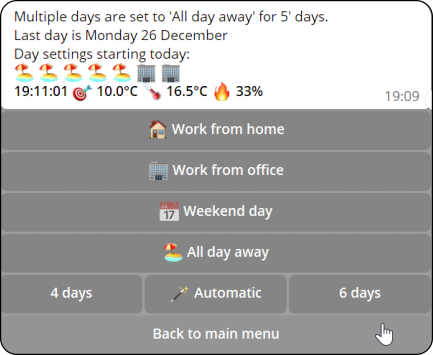 Multiple days are set to 'All day away' for 5' days.
Last day is Monday 26 December
Day settings starting today:
19:11:01 10.0°C 16.5°C 33%
19:09
Work from home
Work from office
17 Weekend day
All day away
4 days Automatic 6 days
Back to main menu